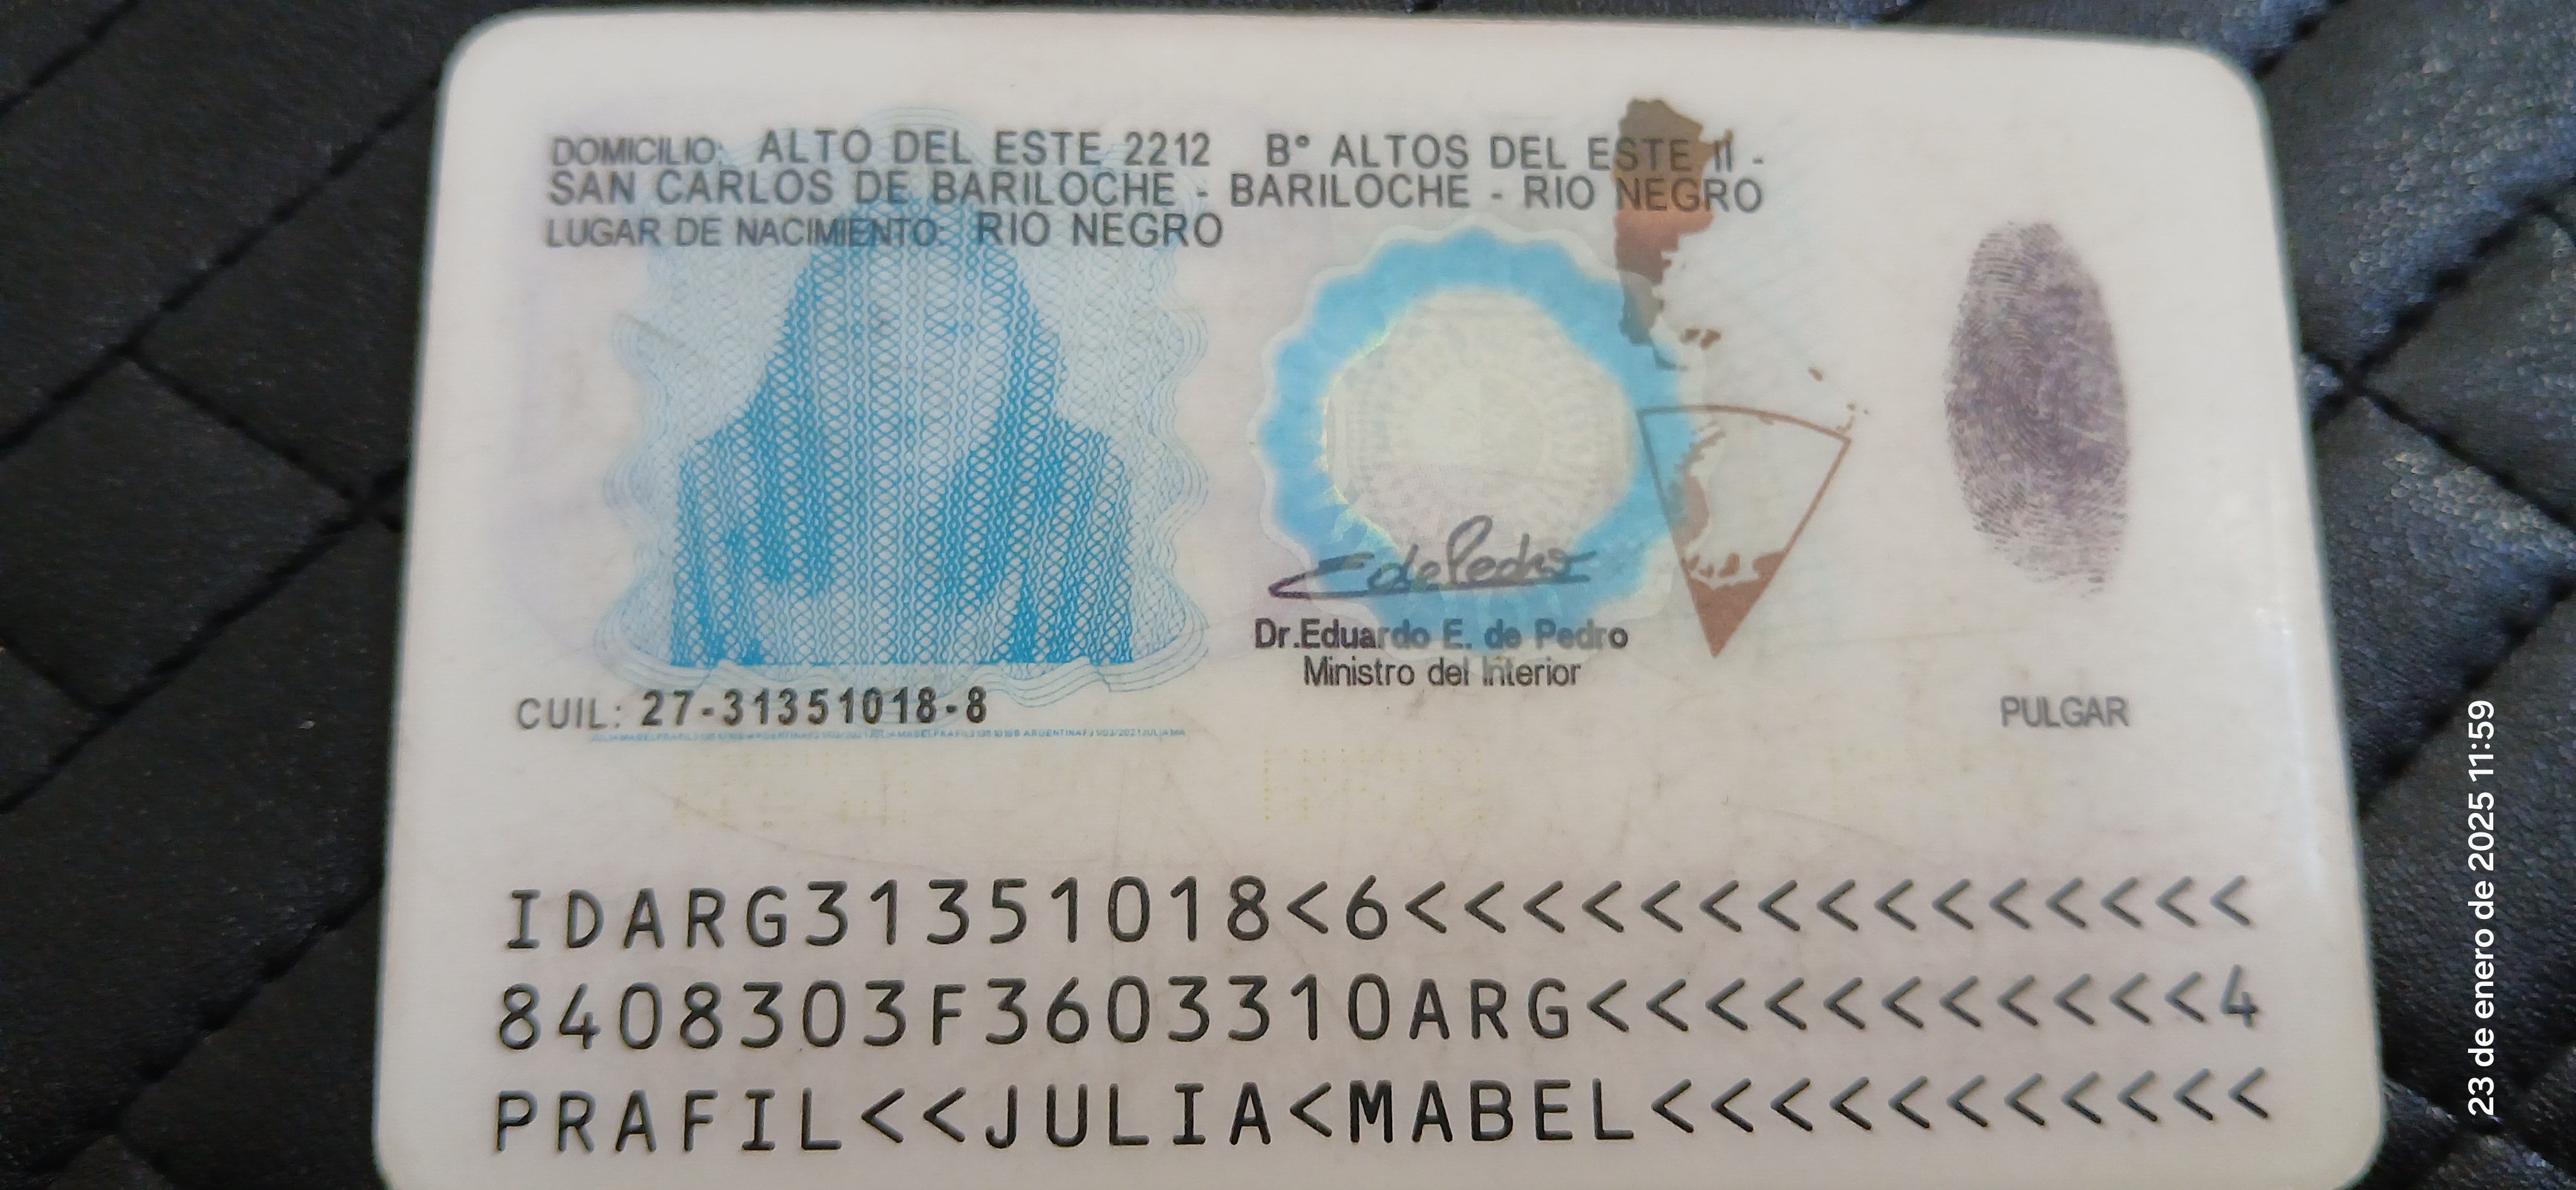 DOMICILIO: ALTO DEL ESTE 2212 B° ALTOS DEL ESTE II -
SAN CARLOS DE BARILOCHE - BARILOCHE - RIO NEGRO
LUGAR DE NACIMIENTO: RIO NEGRO
Dr.Eduardo E. de Pedro
Ministro del Interior
CUIL: 27-31351018-8
PULGAR
IDARG31351018<6<<<<<<<<<<<<<<<
8408303F3603310ARG<<<<<<<<<<<4
PRAFIL<<JULIA<MABEL<<<<<<<<<<<
23 de enero de 2025 11:59